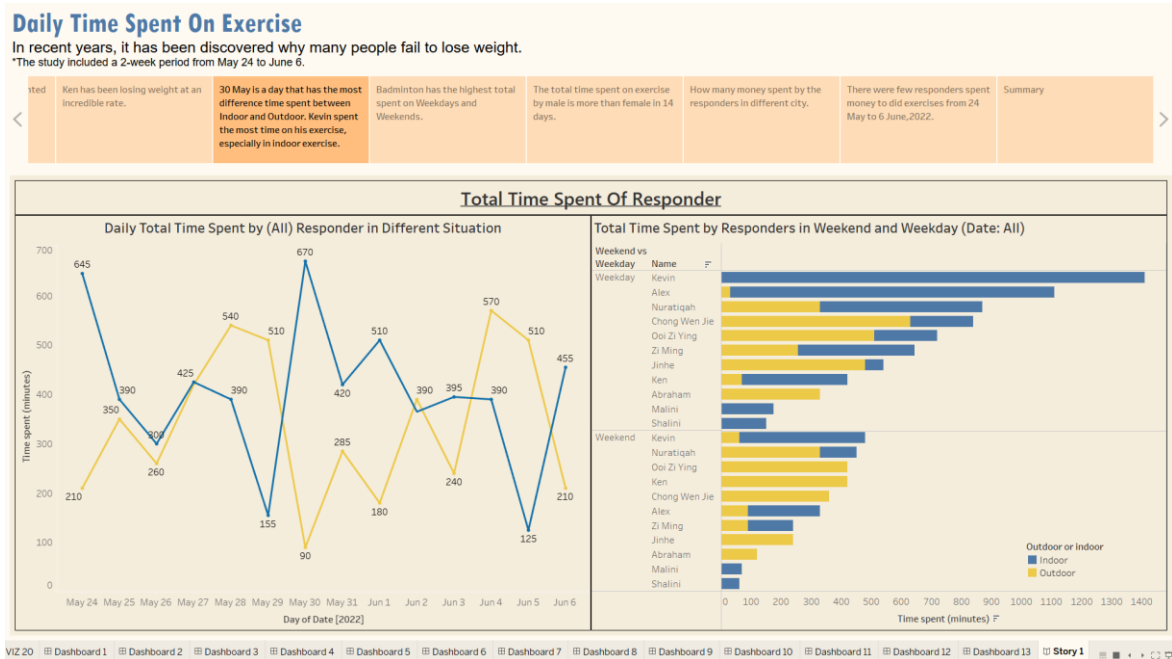 Daily Time Spent On Exercise
In recent years, it has been discovered why many people fail to lose weight.
*The study included a 2-week period from May 24 to June 6.
nted
Ken has been losing weight at an
incredible rate.
30 May is a day that has the most
difference time spent between
Indoor and Outdoor. Kevin spent
the most time on his exercise,
especially in indoor exercise.
Badminton has the highest total
spent on Weekdays and
Weekends.
The total time spent on exercise
by male is more than female in 14
days.
How many money spent by the
responders in different city.
There were few responders spent
money to did exercises from 24
May to 6 June,2022.
Summary
Total Time Spent Of Responder
Daily Total Time Spent by (All) Responder in Different Situation
Time spent (minutes)
700
600
500
400
300
200
100
0
645
210
390
350
300
260
425
540
390
510
155
670
90
420
285
510
180
390
395
240
570
390
510
125
455
210
May 24
May 25
May 26
May 27
May 28
May 29
May 30
May 31
Jun 1
Jun 2
Jun 3
Jun 4
Jun 5
Jun 6
Day of Date [2022]
Total Time Spent by Responders in Weekend and Weekday (Date: All)
Weekend vs
Weekday
Name
Weekday
Kevin
Alex
Nuratiqah
Chong Wen Jie
Ooi Zi Ying
Zi Ming
Jinhe
Ken
Abraham
Malini
Shalini
Weekend
Kevin
Nuratiqah
Ooi Zi Ying
Ken
Chong Wen Jie
Alex
Zi Ming
Jinhe
Abraham
Malini
Shalini
Outdoor or indoor
Indoor
Outdoor
0 100 200 300 400 500 600 700 800 900 1000 1100 1200 1300 1400
Time spent (minutes)
VIZ 20
Dashboard 1
Dashboard 2
Dashboard 3
Dashboard 4
Dashboard 5
Dashboard 6
Dashboard 7
Dashboard 8
Dashboard 9
Dashboard 10
Dashboard 11
Dashboard 12
Dashboard 13
Story 1